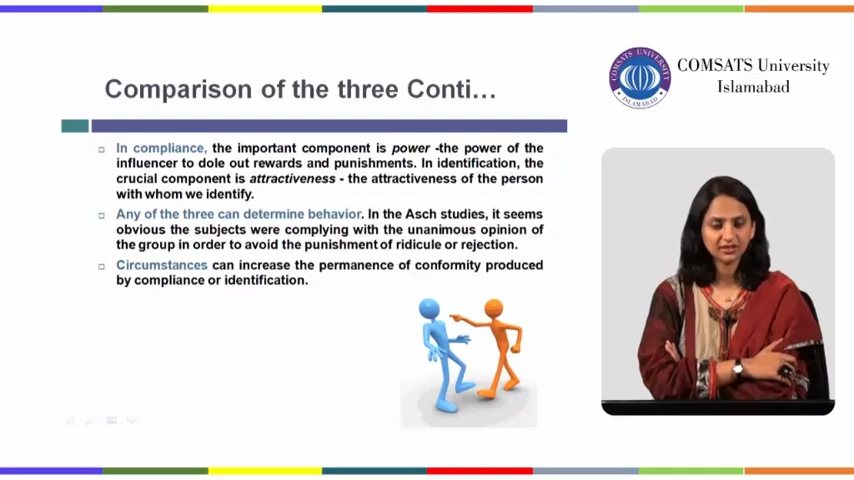 COMSATS University
Islamabad
COMSATS UNIVERSITY
ISLAMABAD
Comparison of the three Conti…
In compliance, the important component is power -the power of the
influencer to dole out rewards and punishments. In identification, the
crucial component is attractiveness - the attractiveness of the person
with whom we identify.
Any of the three can determine behavior. In the Asch studies, it seems
obvious the subjects were complying with the unanimous opinion of
the group in order to avoid the punishment of ridicule or rejection.
Circumstances can increase the permanence of conformity produced
by compliance or identification.